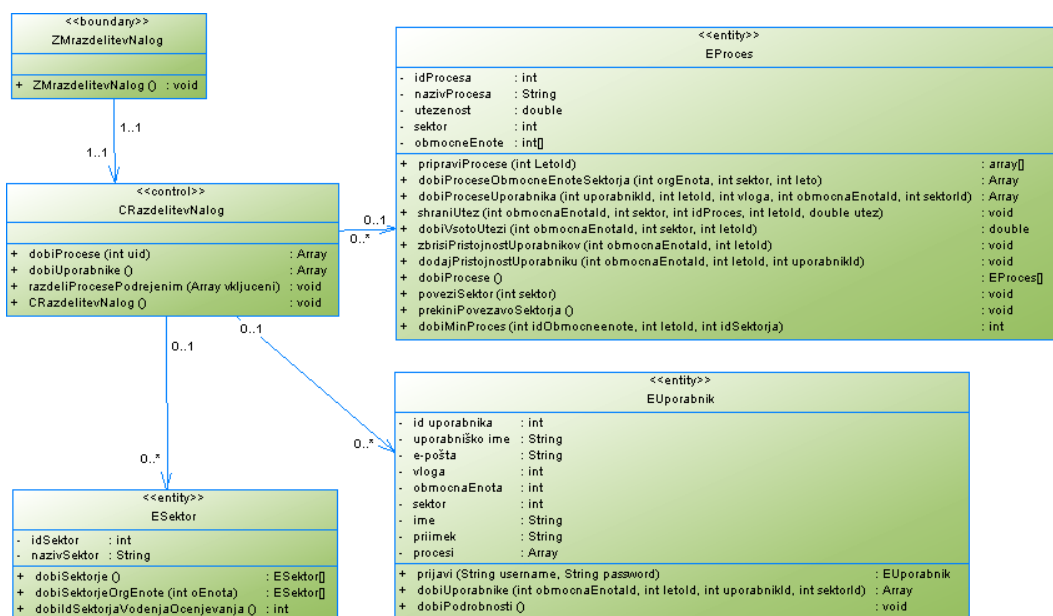 <<boundary>>
ZMrazdelitevNalog
+ ZMrazdelitevNalog () : void
1..1
1..1
<<control>>
CRazdelitevNalog
+ dobiProcese (int uid) : Array
+ dobiUporabnike () : Array
+ razdeliProcesePodrejenim (Array vkljuceni) : void
+ CRazdelitevNalog () : void
0..1
0..*
<<entity>>
EProces
- idProcesa : int
- nazivProcesa : String
- utezenost : double
- sektor : int
- obmocneEnote : int[]
+ pripraviProcese (int LetoId) : array[]
+ dobiProceseObmocneEnoteSektorja (int orgEnota, int sektor, int leto) : Array
+ dobiProceseUporabnika (int uporabnikId, int letoId, int vloga, int obmocnaEnotaId, int sektorId) : Array
+ shraniUtez (int obmocnaEnotaId, int sektor, int idProces, int letoId, double utez) : void
+ dobiVsotoUtezi (int obmocnaEnotaId, int sektor, int letoId) : double
+ zbrisiPristojnostUporabnikov (int obmocnaEnotaId, int letoId) : void
+ dodajPristojnostUporabniku (int obmocnaEnotaId, int letoId, int uporabnikId) : void
+ dobiProcese () : EProces[]
+ poveziSektor (int sektor) : void
+ prekiniPovezavoSektorja () : void
+ dobiMinProces (int idObmocneenote, int letoId, int idSektorja) : int
0..1
0..1
0..*
0..*
<<entity>>
EUporabnik
- id uporabnika : int
- uporabniško ime : String
- e-pošta : String
- vloga : int
- obmocnaEnota : int
- sektor : int
- ime : String
- priimek : String
- procesi : Array
+ prijavi (String username, String password) : EUporabnik
+ dobiUporabnike (int obmocnaEnotaId, int letoId, int uporabnikId, int sektorId) : Array
+ dobiPodrobnosti () : void
<<entity>>
ESektor
- idSektor : int
- nazivSektor : String
+ dobiSektorje () : ESektor[]
+ dobiSektorjeOrgEnote (int oEnota) : ESektor[]
+ dobiIdSektorjaVodenjaOcenjevanja () : int